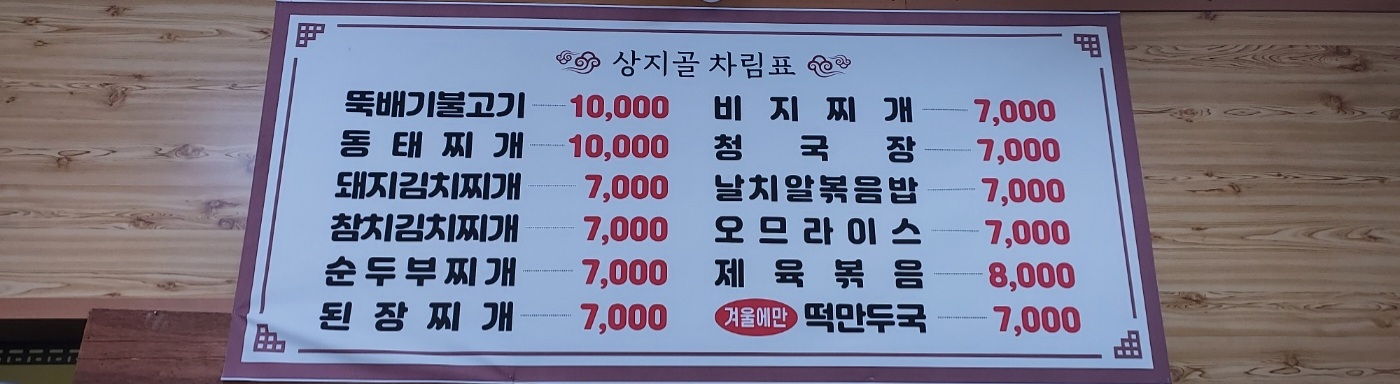 상지골 차림표
뚝배기불고기 10,000
동태찌개 10,000
돼지김치찌개 7,000
참치김치찌개 7,000
순두부찌개 7,000
된장찌개 7,000
비지찌개 7,000
청국장 7,000
날치알볶음밥 7,000
오므라이스 7,000
제육볶음 8,000
겨울에만 떡만두국 7,000